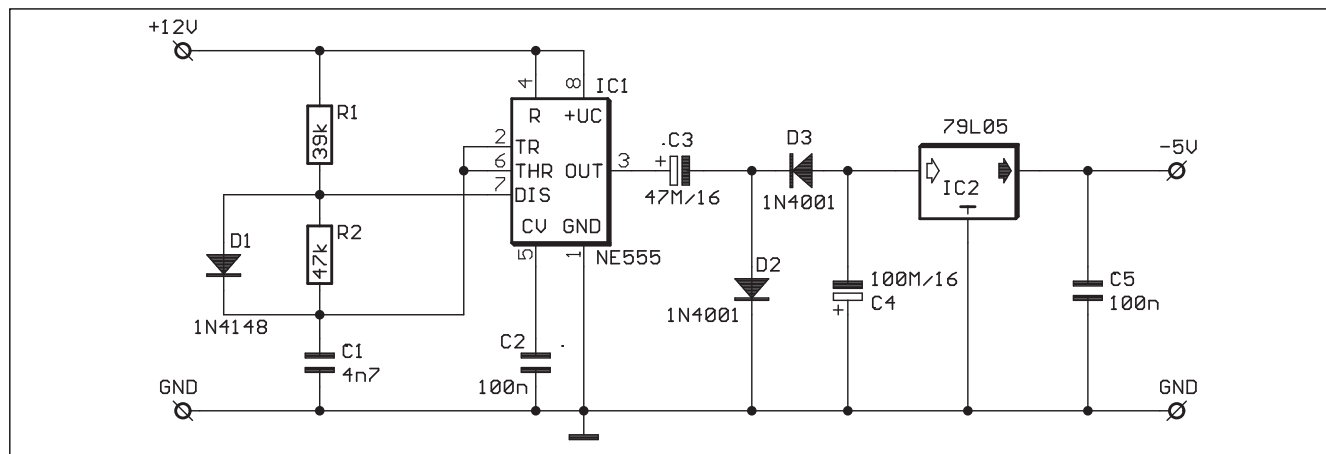 +12V
R1
39k
R2
47k
D1
1N4148
C1
4n7
GND
4
8
IC1
R
+UC
2
TR
6
THR
OUT
3
7
DIS
CV
GND
5
1
NE555
C2
100n
C3
+
47M/16
D3
1N4001
D2
1N4001
100M/16
C4
+
79L05
IC2
-5V
C5
100n
GND